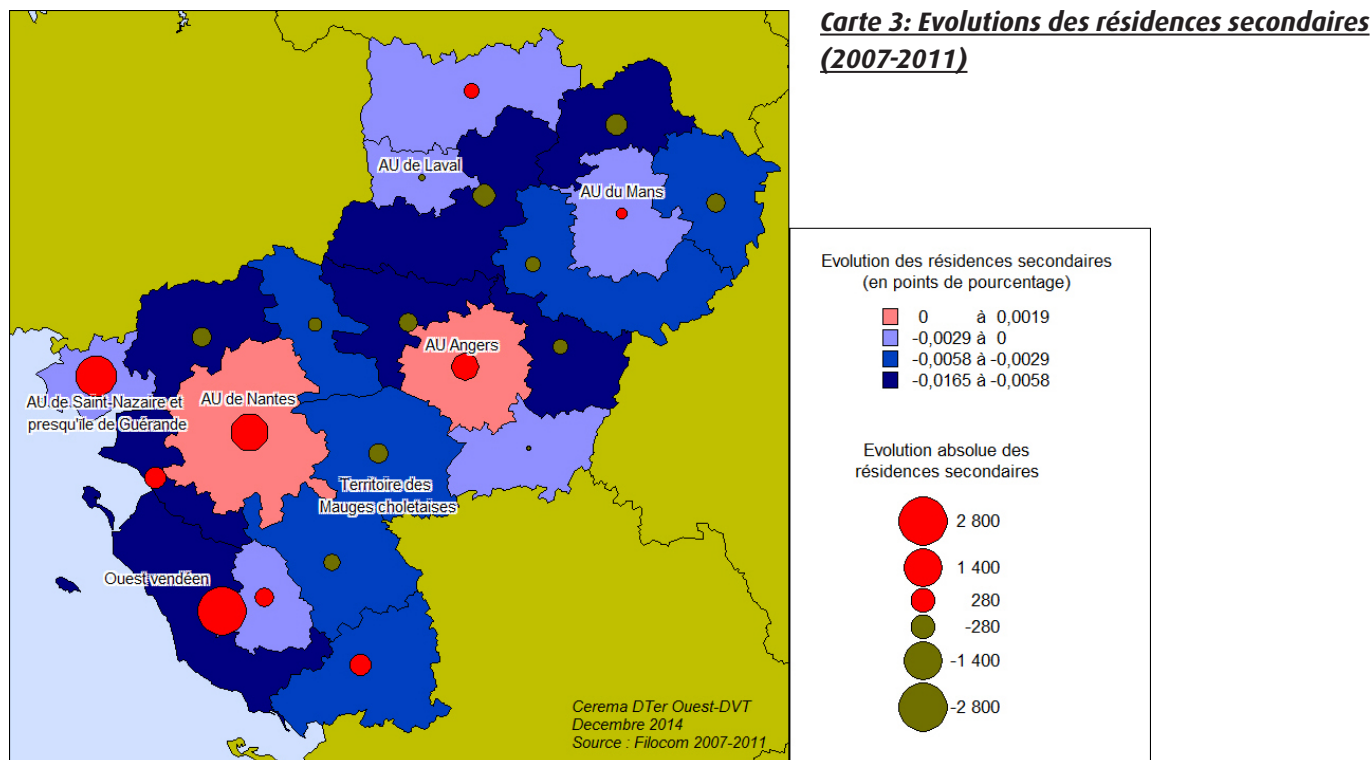 Carte 3: Evolutions des résidences secondaires
(2007-2011)
AU de Laval
AU du Mans
AU Angers
AU de Saint-Nazaire et
presqu'ile de Guérande
AU de Nantes
Territoire des
Mauges choletaises
Ouest vendéen
Cerema DTer Ouest-DVT
Decembre 2014
Source : Filocom 2007-2011
Evolution des résidences secondaires
(en points de pourcentage)
0 à 0,0019
-0,0029 à 0
-0,0058 à -0,0029
-0,0165 à -0,0058
Evolution absolue des
résidences secondaires
2 800
1 400
280
-280
-1 400
-2 800